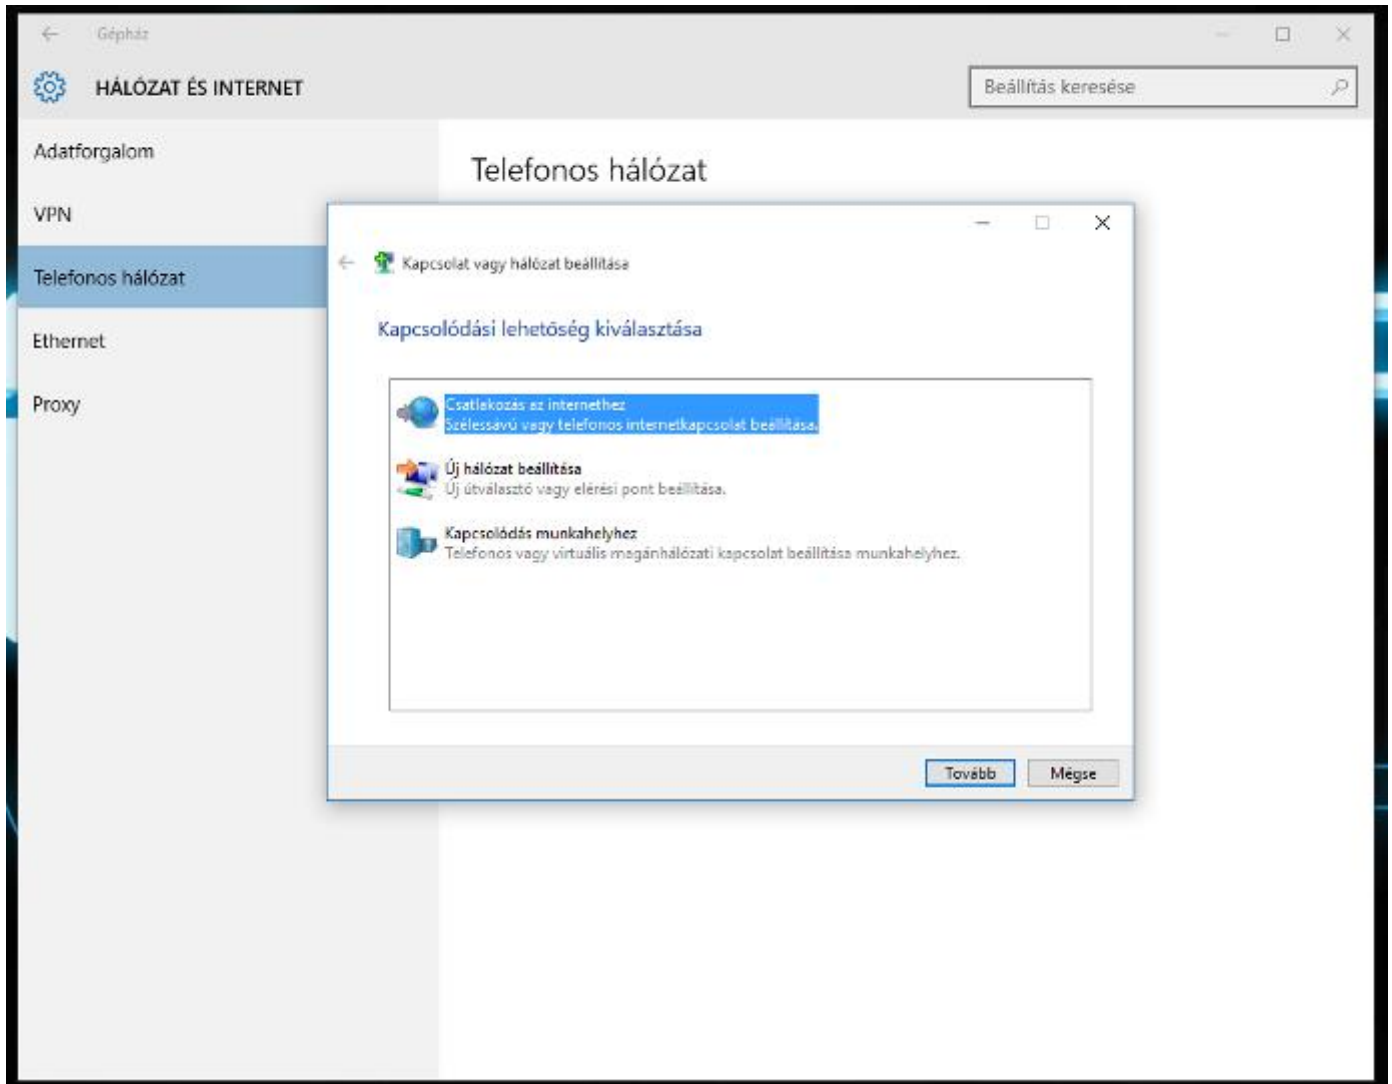 Gépház
HÁLÓZAT ÉS INTERNET
Beállítás keresése
Adatforgalom
VPN
Telefonos hálózat
Ethernet
Proxy
Telefonos hálózat
Kapcsolat vagy hálózat beállítása
Kapcsolódási lehetőség kiválasztása
Csatlakozás az internethez
Szélessávú vagy telefonos internetkapcsolat beállítása.
Új hálózat beállítása
Új útválasztó vagy elérési pont beállítása.
Kapcsolódás munkahelyhez
Telefonos vagy virtuális magánhálózati kapcsolat beállítása munkahelyhez.
Tovább
Mégse